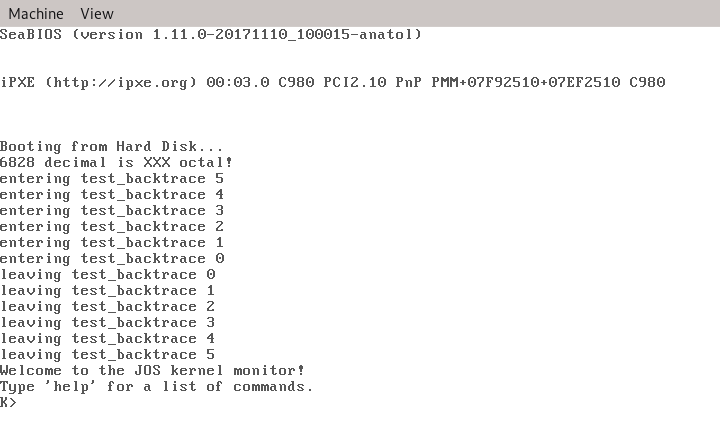 Machine View
SeaBIOS (version 1.11.0-20171110_100015-anatol)
iPXE (http://ipxe.org) 00:03.0 C980 PCI2.10 PnP PMM+07F92510+07EF2510 C980
Booting from Hard Disk...
6828 decimal is XXX octal!
entering test_backtrace 5
entering test_backtrace 4
entering test_backtrace 3
entering test_backtrace 2
entering test_backtrace 1
entering test_backtrace 0
leaving test_backtrace 0
leaving test_backtrace 1
leaving test_backtrace 2
leaving test_backtrace 3
leaving test_backtrace 4
leaving test_backtrace 5
Welcome to the JOS kernel monitor!
Type 'help' for a list of commands.
K>